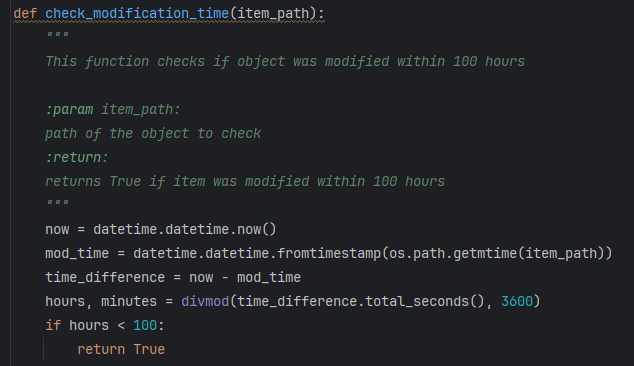 def check_modification_time(item_path):
    """
    This function checks if object was modified within 100 hours

    :param item_path:
    path of the object to check
    :return:
    returns True if item was modified within 100 hours
    """
    now = datetime.datetime.now()
    mod_time = datetime.datetime.fromtimestamp(os.path.getmtime(item_path))
    time_difference = now - mod_time
    hours, minutes = divmod(time_difference.total_seconds(), 3600)
    if hours < 100:
        return True